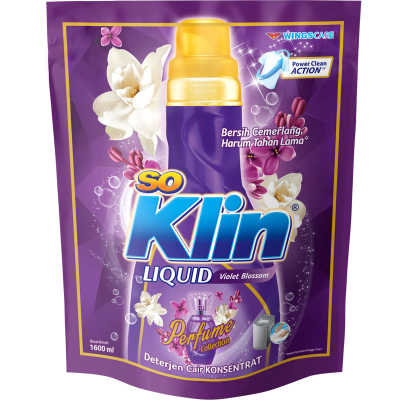 WINGSCARE
Power Clean
ACTION
Bersih Cemerlang,
Harum Tahan Lama
SO
Klin
®
LIQUID
Violet Blossom
Perfume
Collection
1600 ml
Deterjen Cair KONSENTRAT